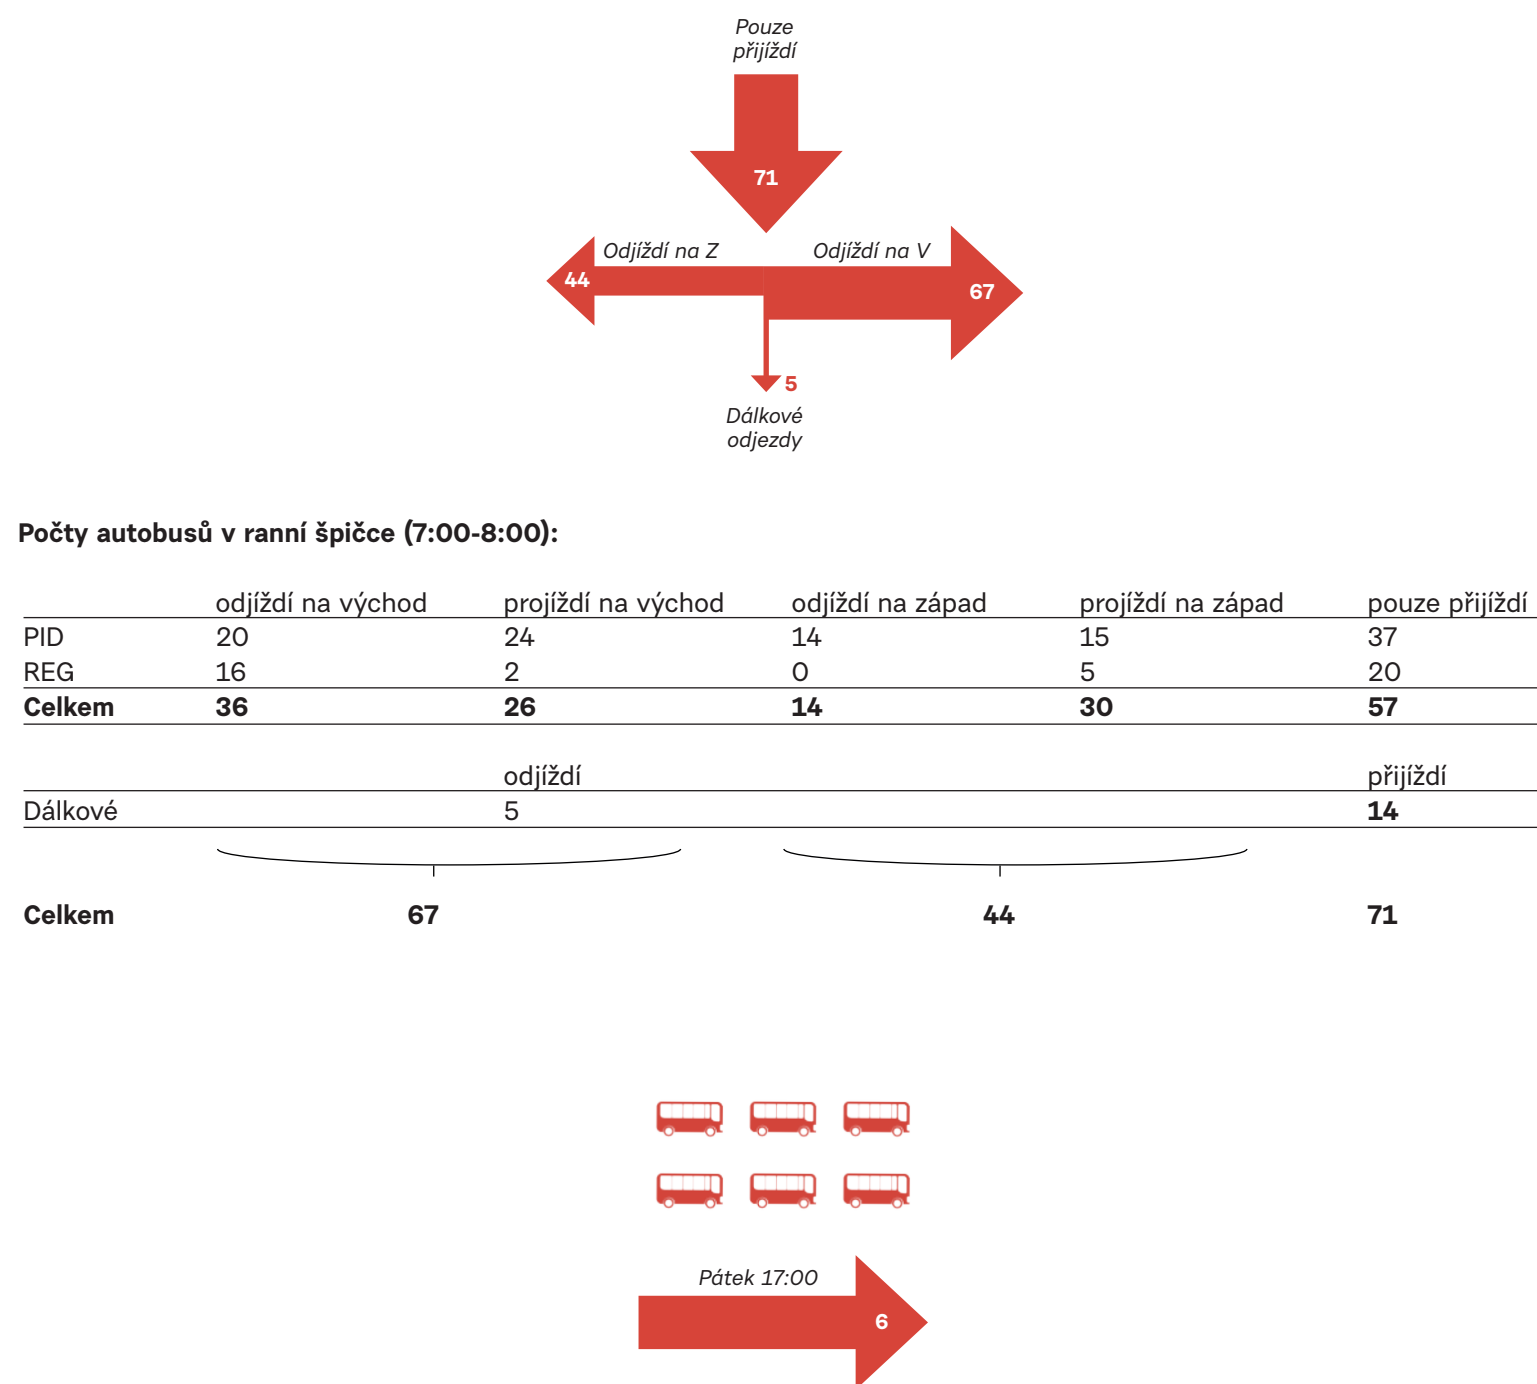 Pouze
přijíždí
71
Odjíždí na Z
Odjíždí na V
44
67
5
Dálkové
odjezdy
Počty autobusů v ranní špičce (7:00-8:00):
odjíždí na východ projíždí na východ odjíždí na západ projíždí na západ pouze přijíždí
PID 20 24 14 15 37
REG 16 2 0 5 20
Celkem 36 26 14 30 57
odjíždí přijíždí
Dálkové 5 14
Celkem 67 44 71
Pátek 17:00
6